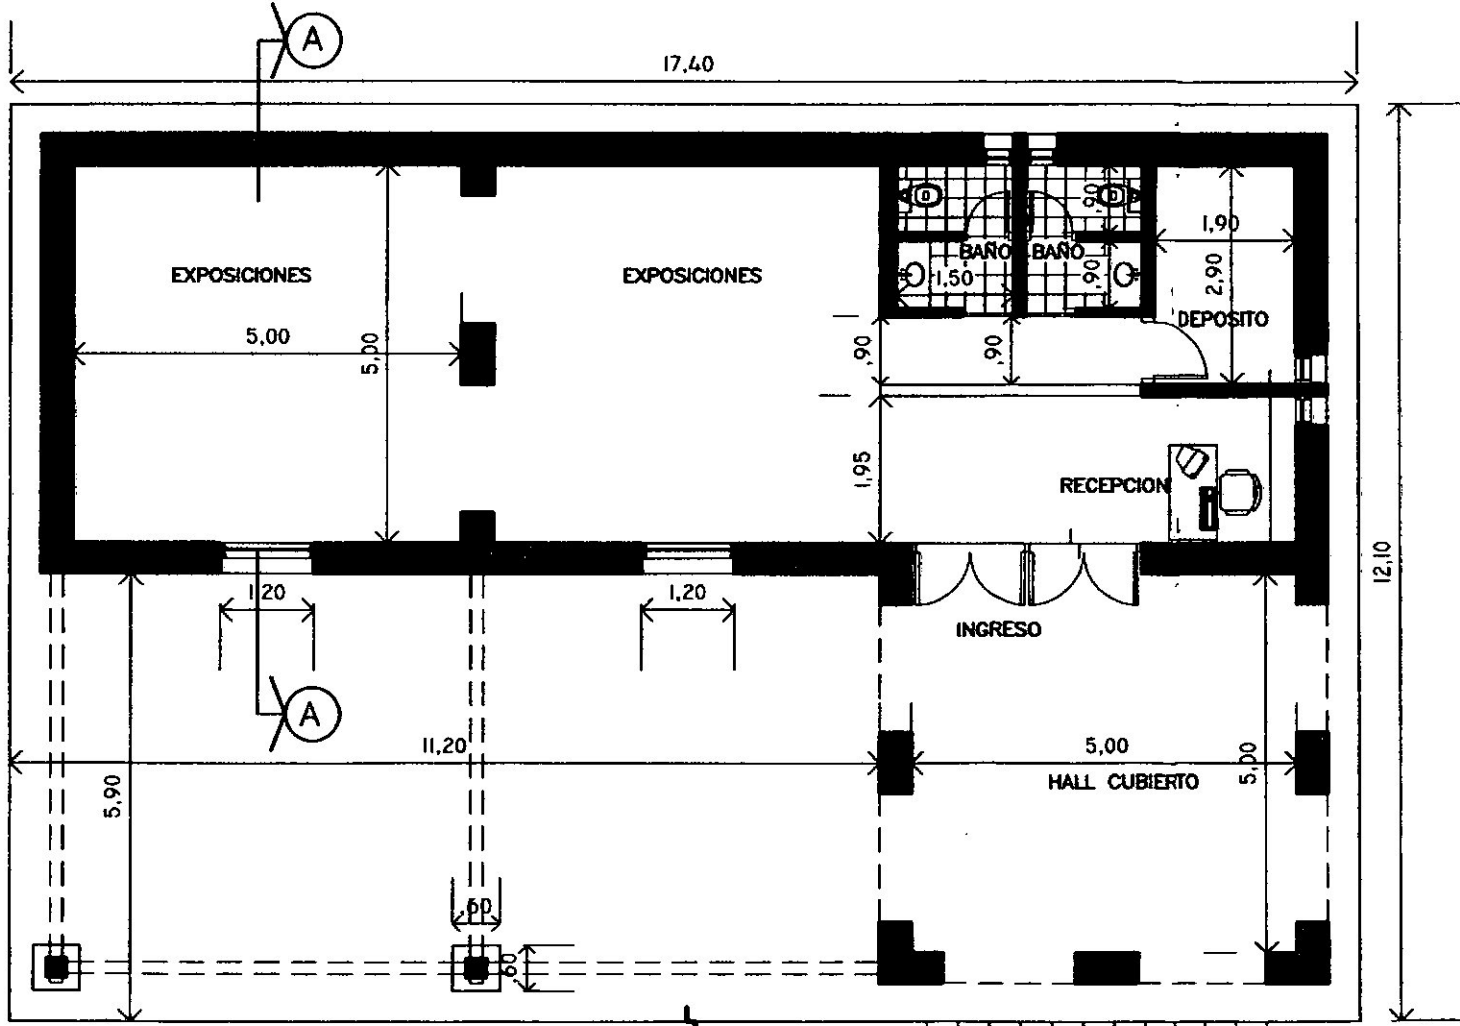 A
17,40
,90
1,90
BAÑO BAÑO
EXPOSICIONES
EXPOSICIONES
1,50
,90
2,90
DEPOSITO
5,00
5,00
,90
,90
1,95
RECEPCION
12,10
1,20
1,20
INGRESO
A
11,20
5,00
5,00
HALL CUBIERTO
5,90
,60
,60